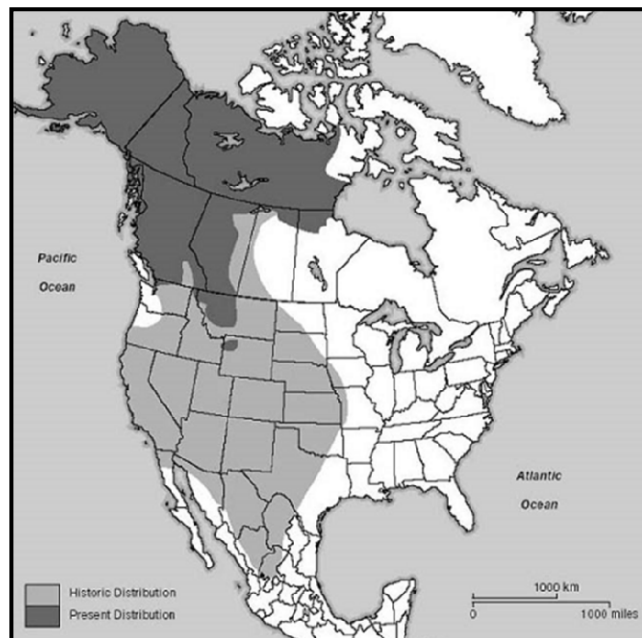 Pacific
Ocean
Atlantic
Ocean
Historic Distribution
Present Distribution
1000 km
0 1000 miles